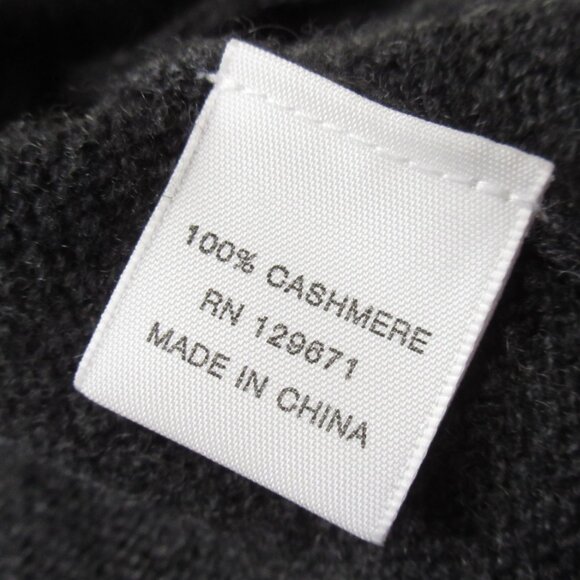 100% CASHMERE
RN 129671
MADE IN CHINA